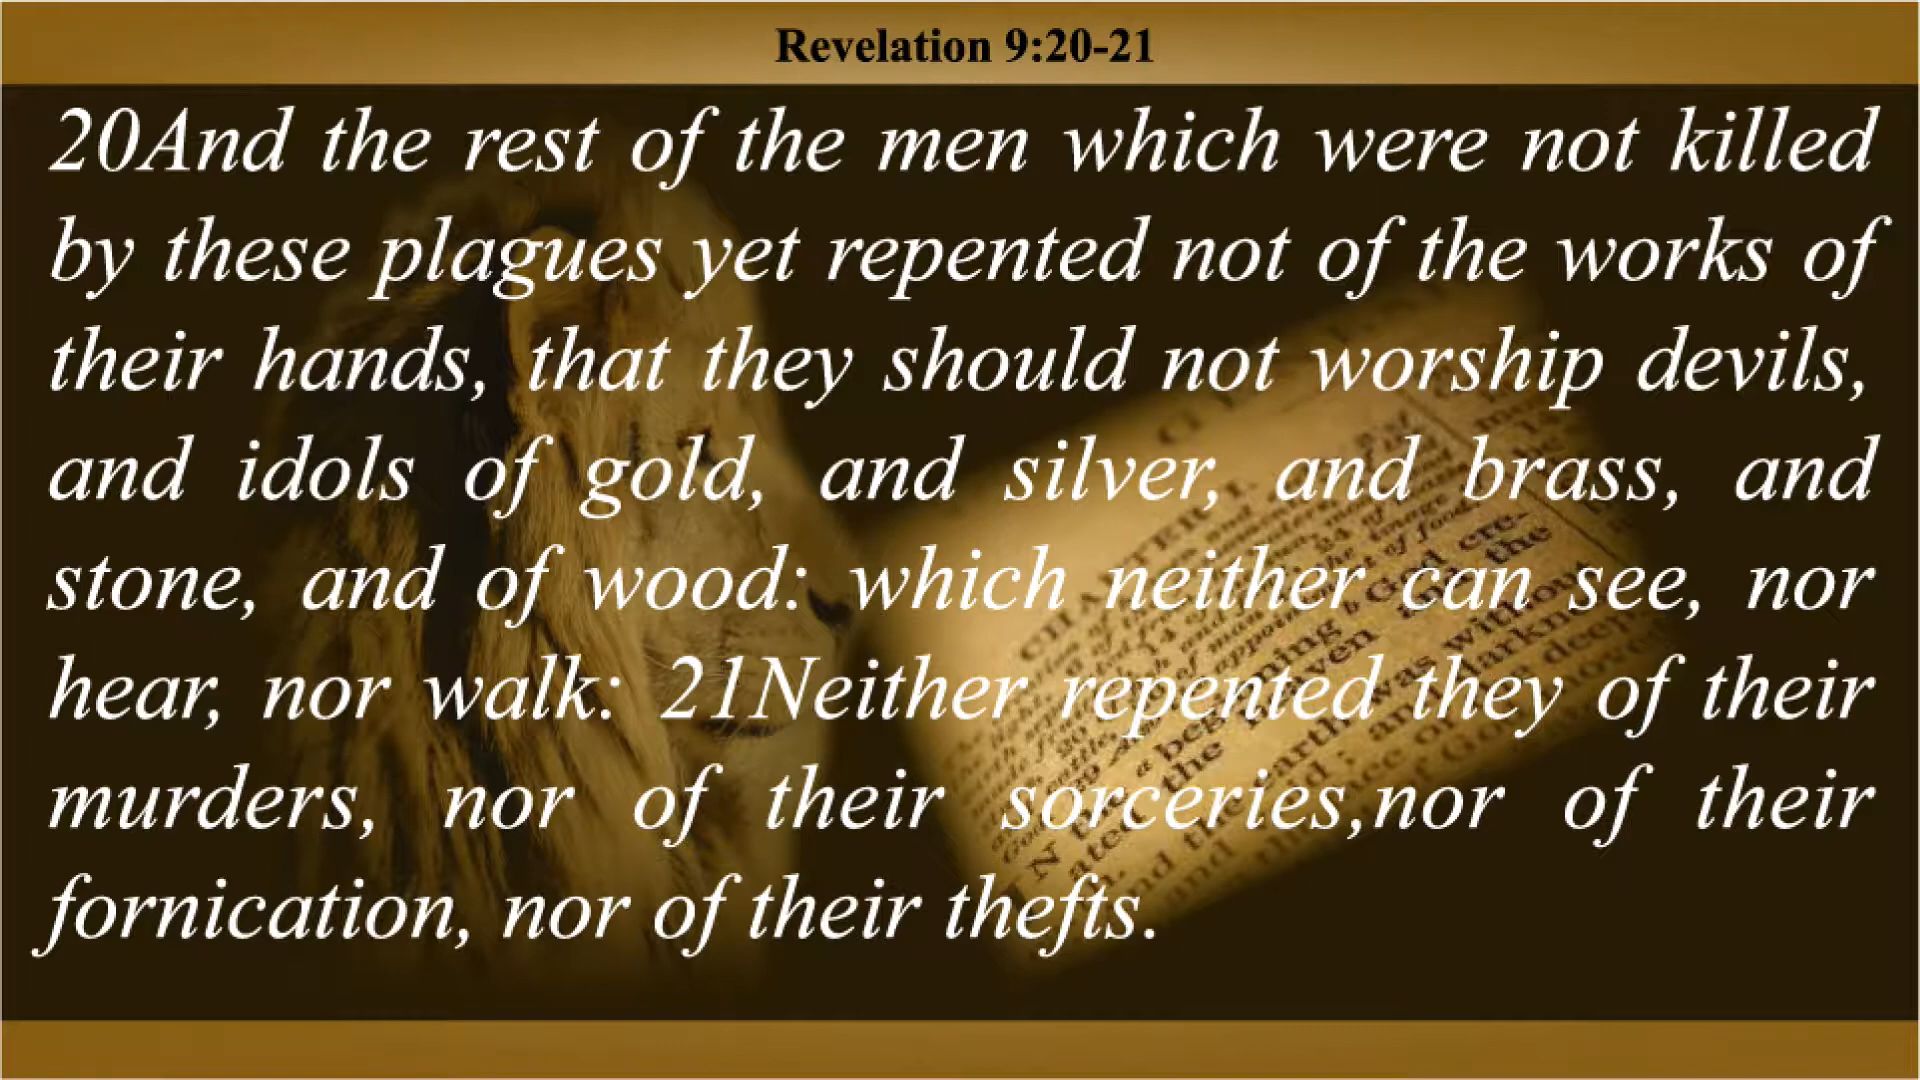 Revelation 9:20-21
20And the rest of the men which were not killed
by these plagues yet repented not of the works of
their hands, that they should not worship devils,
and idols of gold, and silver, and brass, and
stone, and of wood: which neither can see, nor
hear, nor walk: 21Neither repented they of their
murders, nor of their sorceries,nor of their
fornication, nor of their thefts.